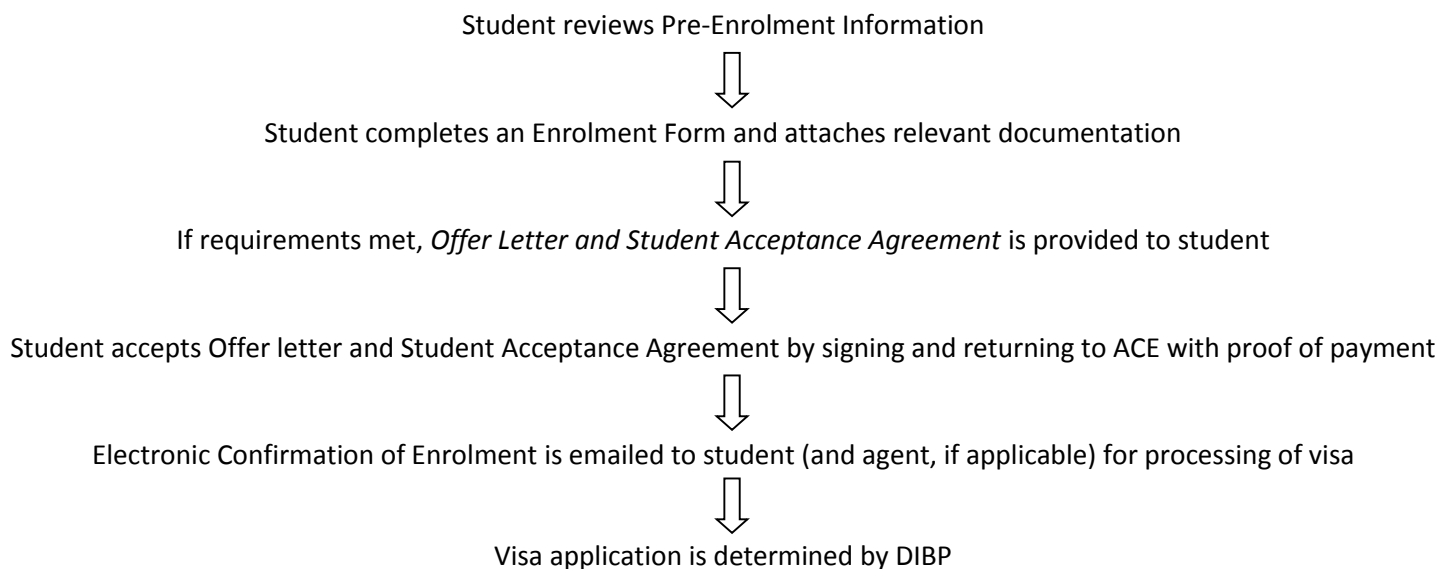 Student reviews Pre-Enrolment Information
Student completes an Enrolment Form and attaches relevant documentation
If requirements met, Offer Letter and Student Acceptance Agreement is provided to student
Student accepts Offer letter and Student Acceptance Agreement by signing and returning to ACE with proof of payment
Electronic Confirmation of Enrolment is emailed to student (and agent, if applicable) for processing of visa
Visa application is determined by DIBP